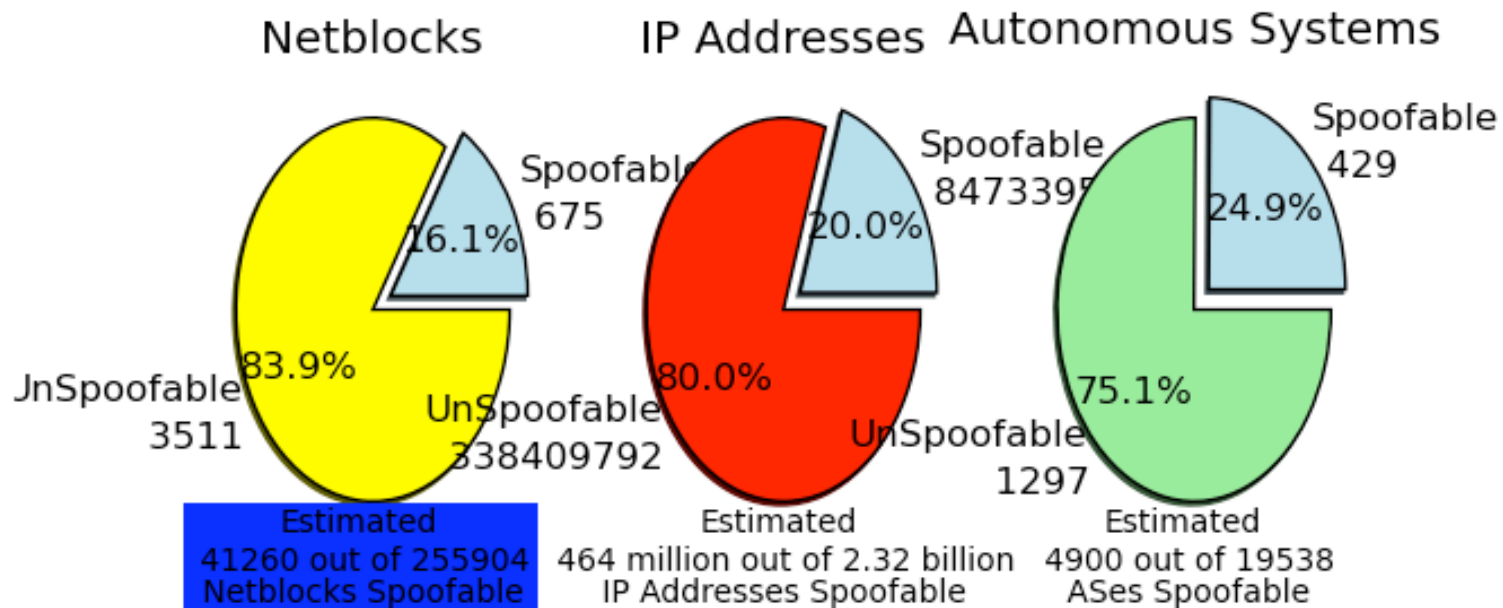 Netblocks
IP Addresses
Autonomous Systems
Spoofable
675
16.1%
83.9%
UnSpoofable
3511
Estimated
41260 out of 255904
Netblocks Spoofable
Spoofable
8473395
20.0%
80.0%
UnSpoofable
338409792
Estimated
464 million out of 2.32 billion
IP Addresses Spoofable
Spoofable
429
24.9%
75.1%
UnSpoofable
1297
Estimated
4900 out of 19538
ASes Spoofable